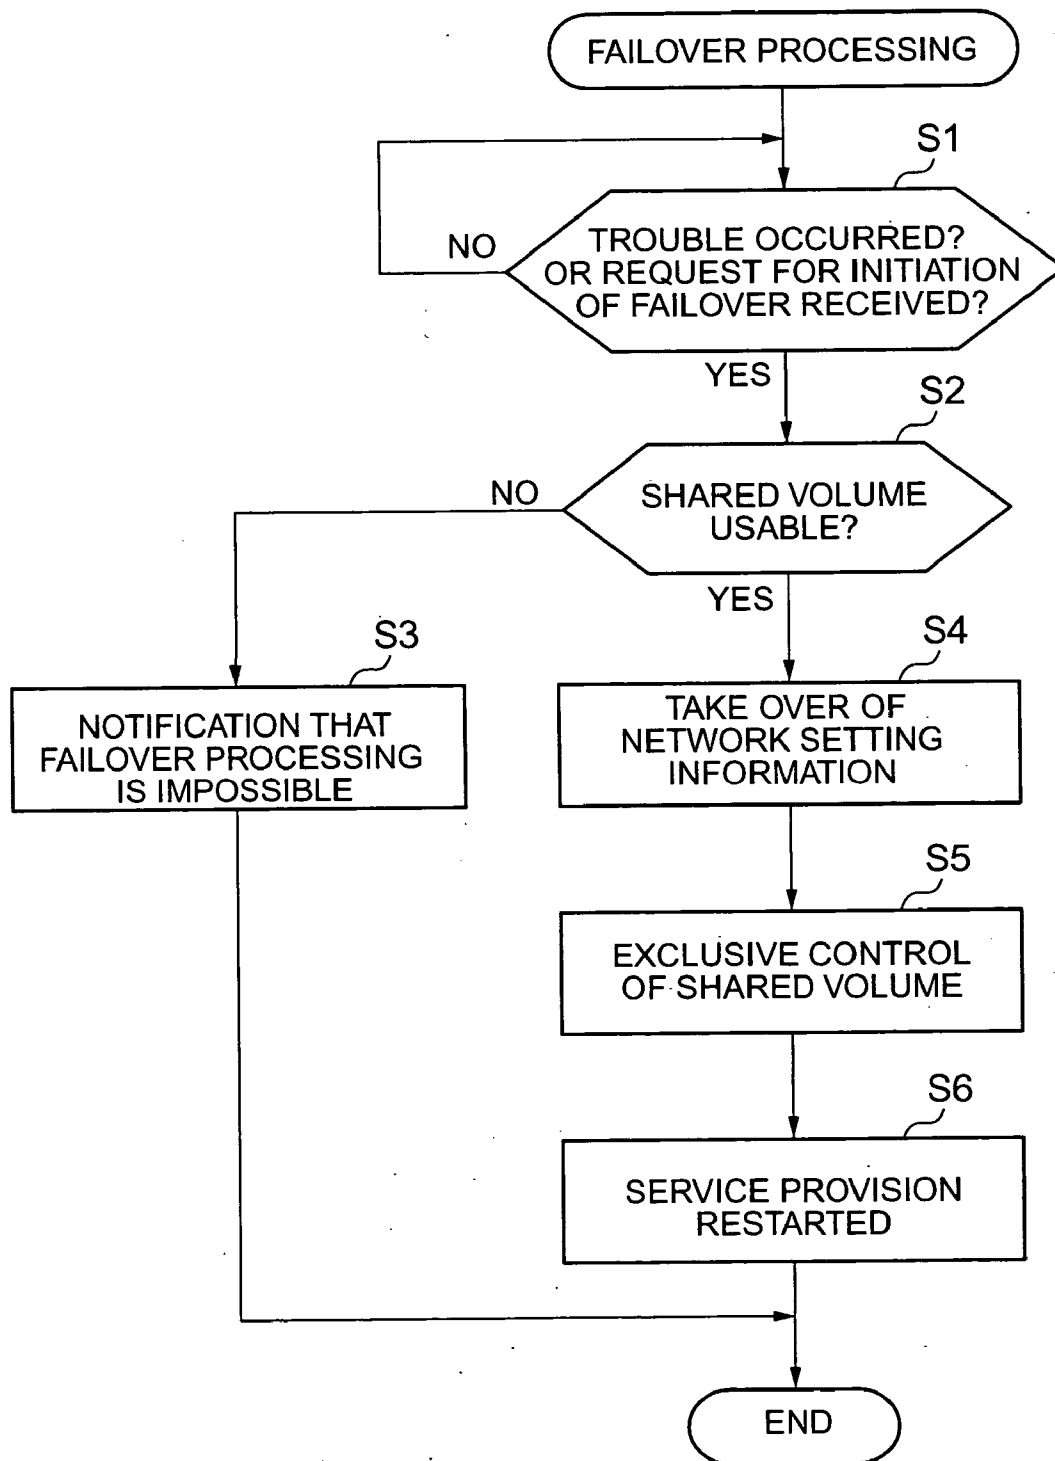 FAILOVER PROCESSING
S1
TROUBLE OCCURRED?
OR REQUEST FOR INITIATION
OF FAILOVER RECEIVED?
NO
YES
S2
SHARED VOLUME
USABLE?
NO
YES
S3
NOTIFICATION THAT
FAILOVER PROCESSING
IS IMPOSSIBLE
S4
TAKE OVER OF
NETWORK SETTING
INFORMATION
S5
EXCLUSIVE CONTROL
OF SHARED VOLUME
S6
SERVICE PROVISION
RESTARTED
END